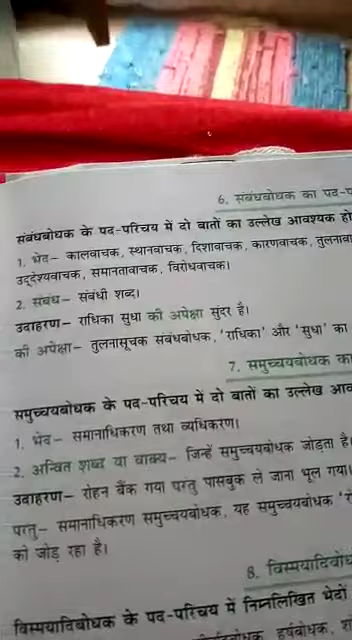 6. संबंधबोधक का पद-प
संबंधबोधक के पद-परिचय में दो बातों का उल्लेख आवश्यक हो
1. भेद– कालवाचक, स्थानवाचक, दिशावाचक, कारणवाचक, तुलनावा
उद्देश्यवाचक, समानतावाचक, विरोधवाचक।
2. संबंध– संबंधी शब्द।
उदाहरण– राधिका सुधा की अपेक्षा सुंदर है।
की अपेक्षा– तुलनासूचक संबंधबोधक, 'राधिका' और 'सुधा' का
7. समुच्चयबोधक का
समुच्चयबोधक के पद-परिचय में दो बातों का उल्लेख आव
1. भेद– समानाधिकरण तथा व्यधिकरण।
2. अन्वित शब्द या वाक्य– जिन्हें समुच्चयबोधक जोड़ता है
उदाहरण– रोहन बैंक गया परंतु पासबुक ले जाना भूल गया।
परंतु– समानाधिकरण समुच्चयबोधक, यह समुच्चयबोधक 'रो
को जोड़ रहा है।
8. विस्मयादिबोध
विस्मयादिबोधक के पद-परिचय में निम्नलिखित भेदों
हर्षबोधक,